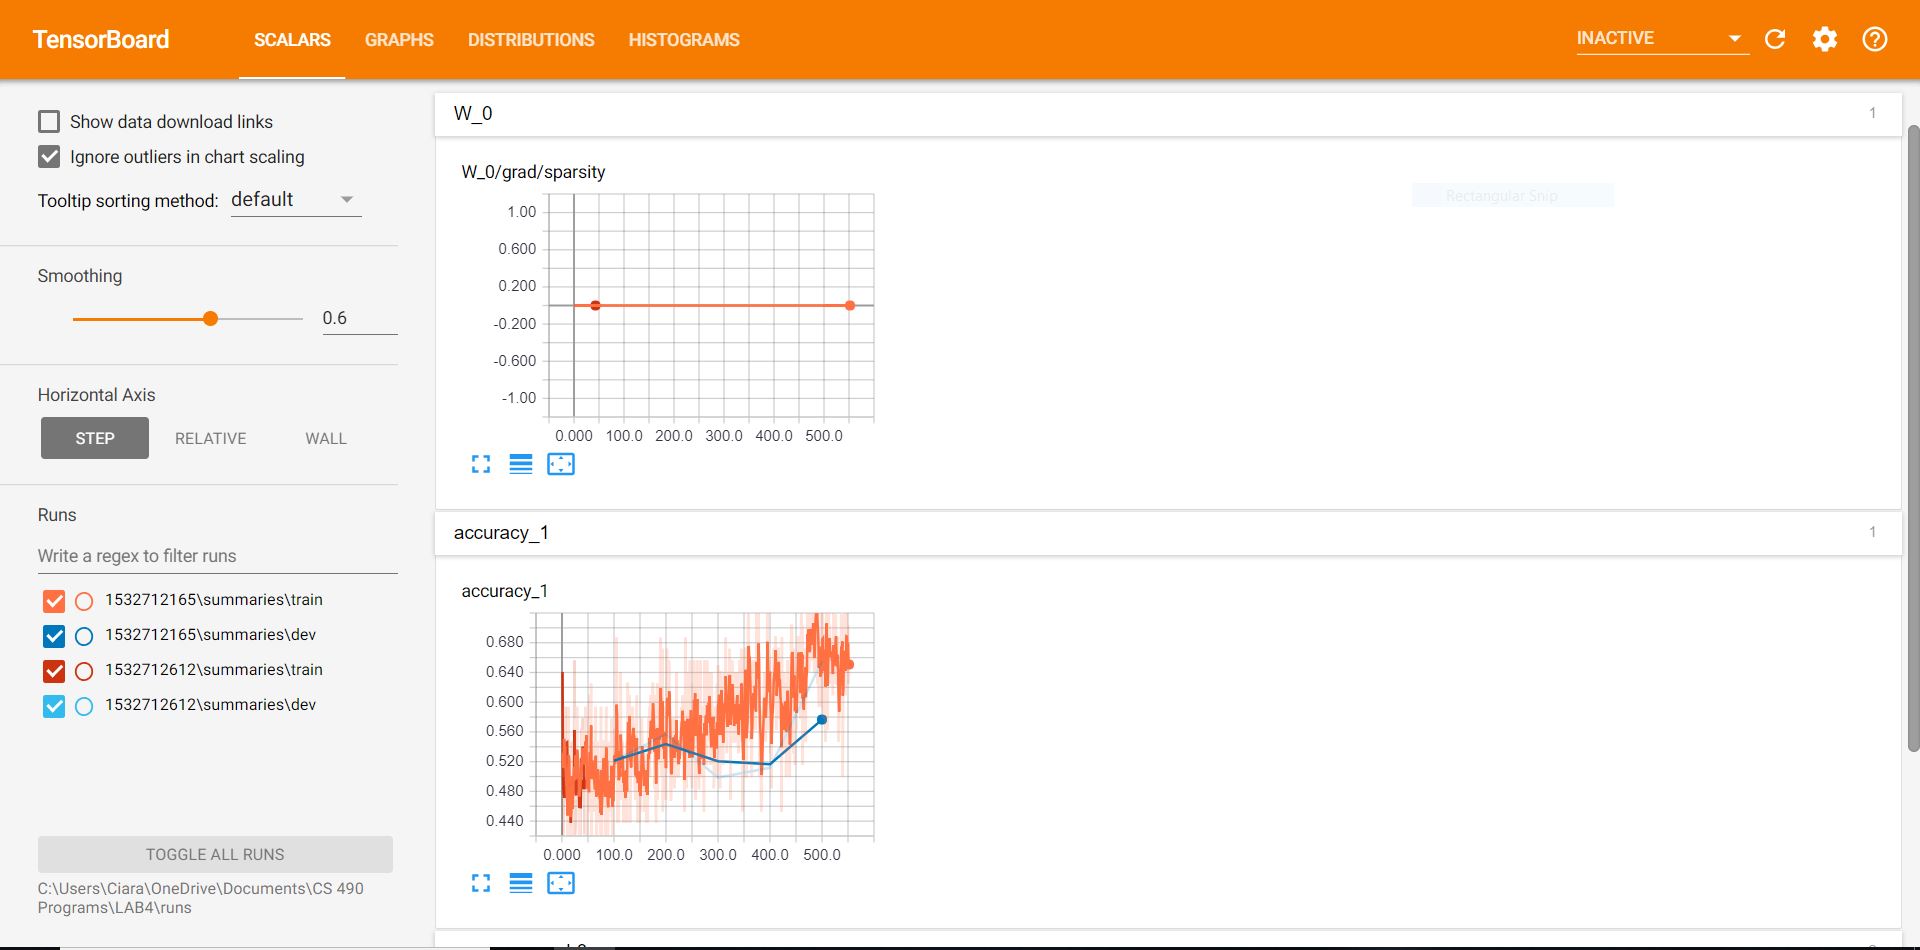 TensorBoard SCALARS GRAPHS DISTRIBUTIONS HISTOGRAMS INACTIVE
Show data download links
Ignore outliers in chart scaling
Tooltip sorting method: default
Smoothing
0.6
Horizontal Axis
STEP RELATIVE WALL
Runs
Write a regex to filter runs
1532712165\summaries\train
1532712165\summaries\dev
1532712612\summaries\train
1532712612\summaries\dev
TOGGLE ALL RUNS
C:\Users\Ciara\OneDrive\Documents\CS 490
Programs\LAB4\runs
W_0 1
W_0/grad/sparsity
Rectangular Snip
1.00
0.600
0.200
-0.200
-0.600
-1.00
0.000 100.0 200.0 300.0 400.0 500.0
accuracy_1 1
accuracy_1
0.680
0.640
0.600
0.560
0.520
0.480
0.440
0.000 100.0 200.0 300.0 400.0 500.0